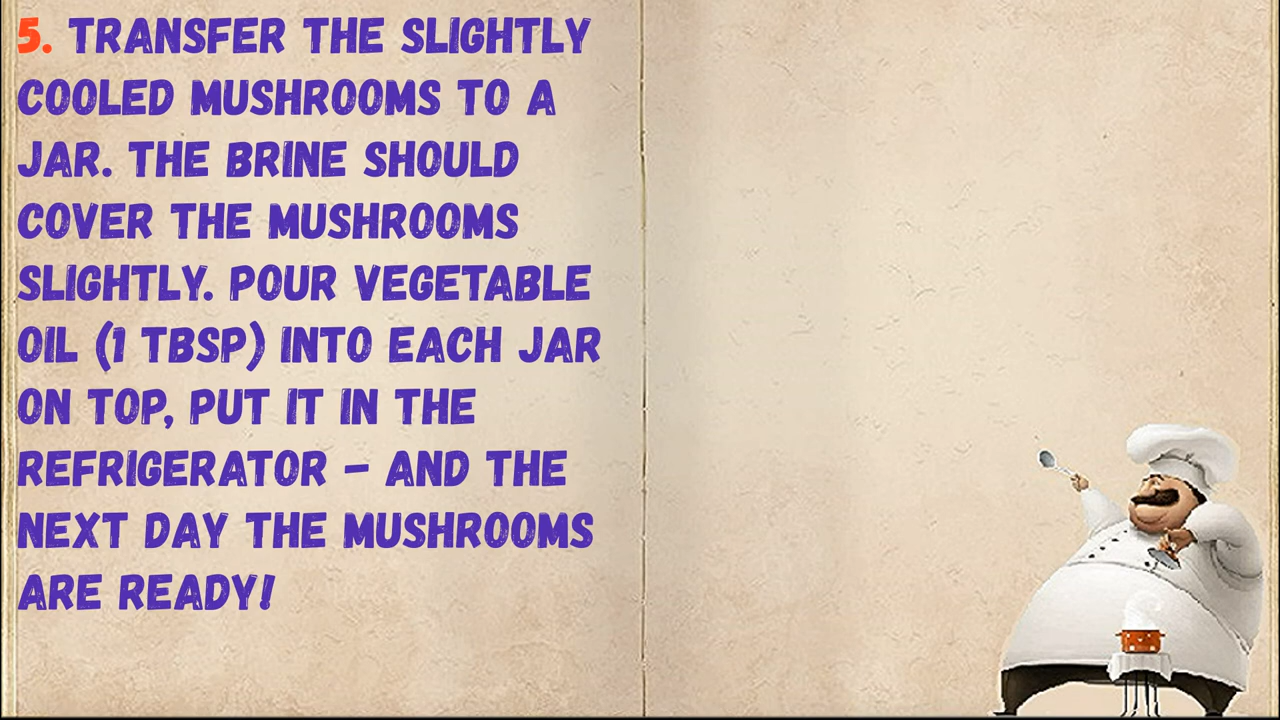 5. TRANSFER THE SLIGHTLY
COOLED MUSHROOMS TO A
JAR. THE BRINE SHOULD
COVER THE MUSHROOMS
SLIGHTLY. POUR VEGETABLE
OIL (1 TBSP) INTO EACH JAR
ON TOP, PUT IT IN THE
REFRIGERATOR – AND THE
NEXT DAY THE MUSHROOMS
ARE READY!